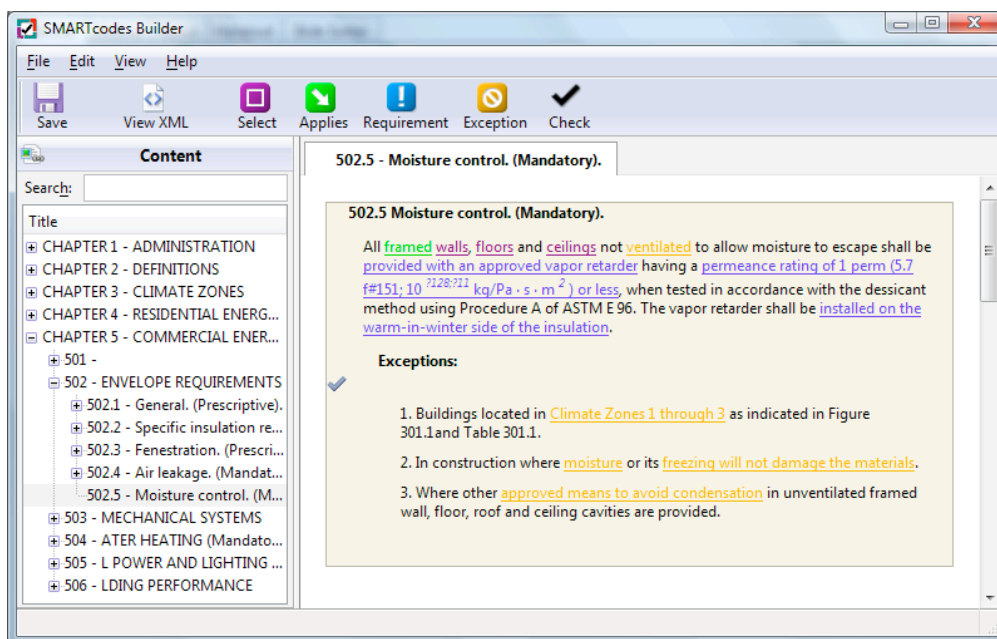 SMARTcodes Builder
File Edit View Help
Save View XML Select Applies Requirement Exception Check
Content
Search:
Title
CHAPTER 1 - ADMINISTRATION
CHAPTER 2 - DEFINITIONS
CHAPTER 3 - CLIMATE ZONES
CHAPTER 4 - RESIDENTIAL ENERG...
CHAPTER 5 - COMMERCIAL ENER...
501 -
502 - ENVELOPE REQUIREMENTS
502.1 - General. (Prescriptive).
502.2 - Specific insulation re...
502.3 - Fenestration. (Prescri...
502.4 - Air leakage. (Mandat...
502.5 - Moisture control. (M...
503 - MECHANICAL SYSTEMS
504 - ATER HEATING (Mandato...
505 - L POWER AND LIGHTING ...
506 - LDING PERFORMANCE
502.5 - Moisture control. (Mandatory).
502.5 Moisture control. (Mandatory).
All framed walls, floors and ceilings not ventilated to allow moisture to escape shall be
provided with an approved vapor retarder having a permeance rating of 1 perm (5.7
f#151; 10 ?128;?11 kg/Pa · s · m 2 ) or less, when tested in accordance with the dessicant
method using Procedure A of ASTM E 96. The vapor retarder shall be installed on the
warm-in-winter side of the insulation.
Exceptions:
1. Buildings located in Climate Zones 1 through 3 as indicated in Figure
301.1and Table 301.1.
2. In construction where moisture or its freezing will not damage the materials.
3. Where other approved means to avoid condensation in unventilated framed
wall, floor, roof and ceiling cavities are provided.